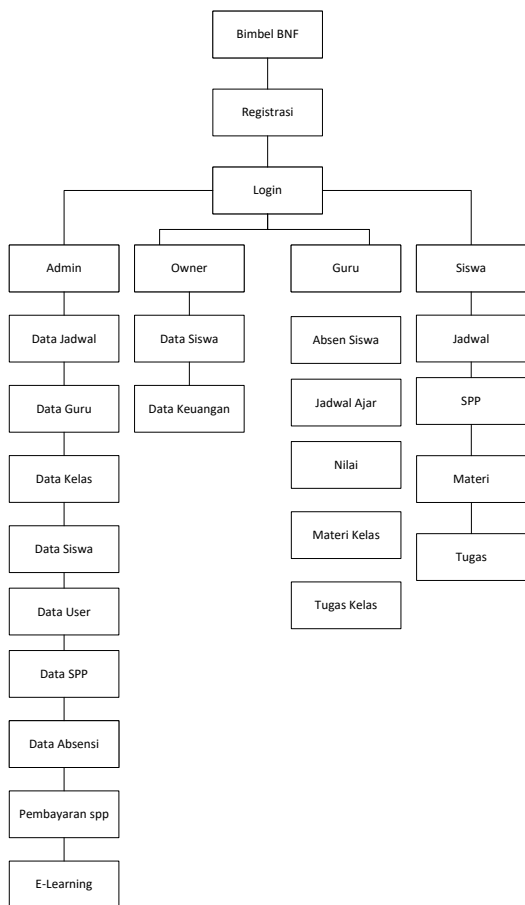 Bimbel BNF
Registrasi
Login
Admin
Owner
Guru
Siswa
Data Jadwal
Data Siswa
Absen Siswa
Jadwal
Data Guru
Data Keuangan
Jadwal Ajar
SPP
Data Kelas
Nilai
Materi
Data Siswa
Materi Kelas
Tugas
Data User
Tugas Kelas
Data SPP
Data Absensi
Pembayaran spp
E-Learning